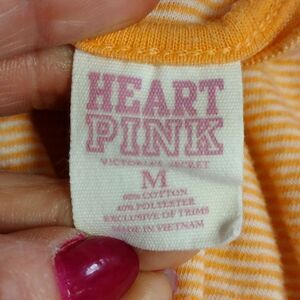 HEART
PINK
VICTORIA'S SECRET
M
60% COTTON
40% POLYESTER
EXCLUSIVE OF TRIMS
MADE IN VIETNAM